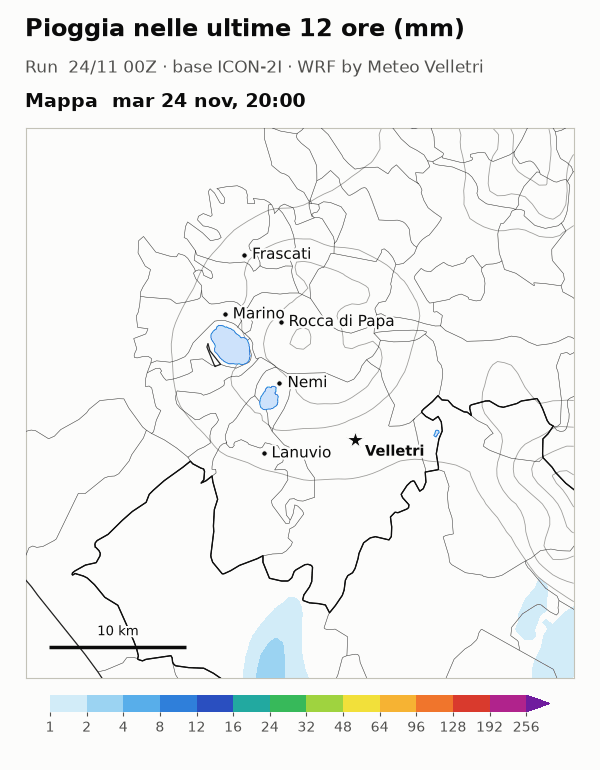 Pioggia nelle ultime 12 ore (mm)
Run  24/11 00Z · base ICON-2I · WRF by Meteo Velletri
Mappa  mar 24 nov, 20:00
Frascati
Marino
Rocca di Papa
Nemi
Velletri
Lanuvio
10 km
1 2 4 8 12 16 24 32 48 64 96 128 192 256